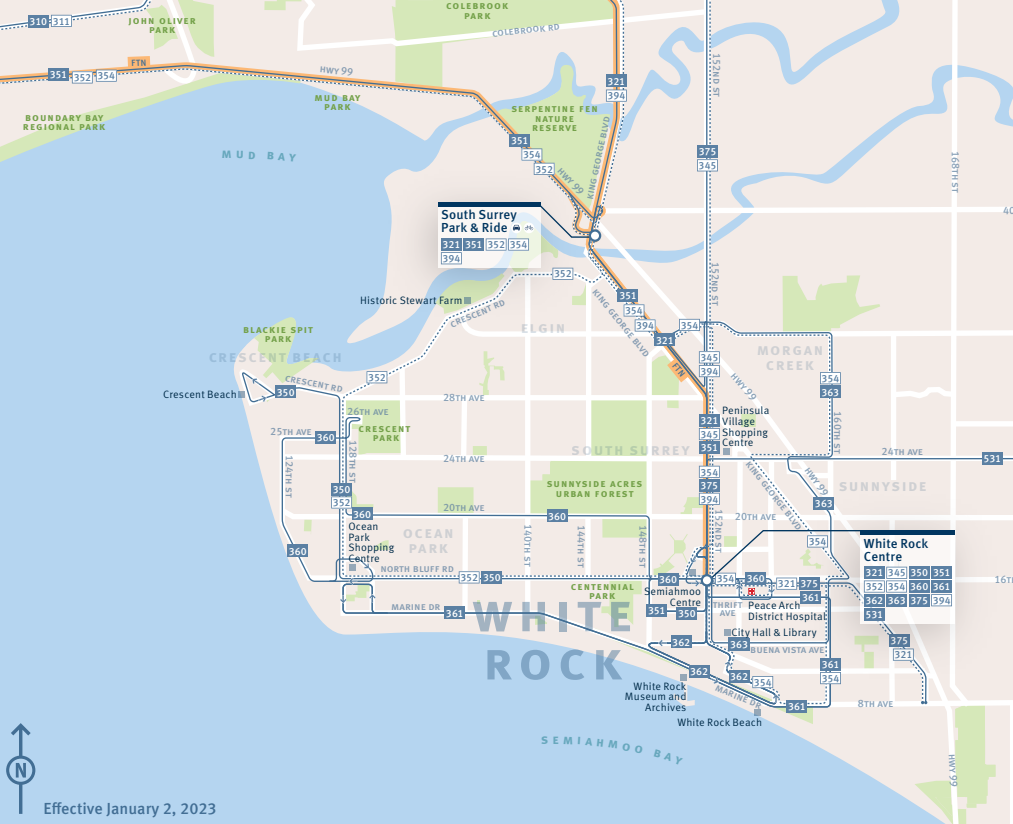 310 311
JOHN OLIVER
PARK
COLEBROOK
PARK
COLEBROOK RD
FTN
351 352 354
HWY 99
321
394
152ND ST
MUD BAY
PARK
SERPENTINE FEN
NATURE
RESERVE
BOUNDARY BAY
REGIONAL PARK
MUD BAY
351
354
352
HWY 99
KING GEORGE BLVD
375
345
168TH ST
40
South Surrey
Park & Ride
321 351 352 354
394
352
152ND ST
Historic Stewart Farm
CRESCENT RD
351
354
394
321
354
KING GEORGE BLVD
ELGIN
BLACKIE SPIT
PARK
CRESCENT BEACH
345
394
MORGAN
CREEK
FTN
HWY 99
354
363
352
Crescent Beach
350
CRESCENT RD
28TH AVE
26TH AVE
25TH AVE
360
CRESCENT
PARK
321
345
351
Peninsula
Village
Shopping
Centre
160TH ST
124TH ST
128TH ST
24TH AVE
SOUTH SURREY
24TH AVE
531
354
375
394
KING GEORGE BLVD
HWY 99
SUNNYSIDE
350
352
SUNNYSIDE ACRES
URBAN FOREST
363
360
20TH AVE
360
152ND ST
20TH AVE
Ocean
Park
Shopping
Centre
OCEAN
PARK
140TH ST
144TH ST
148TH ST
354
360
White Rock
Centre
321 345 350 351
352 354 360 361
362 363 375 394
531
NORTH BLUFF RD
352 350
360
354 360 321 375
16TH
CENTENNIAL
PARK
Semiahmoo
Centre
361
351 350
THRIFT
AVE
Peace Arch
District Hospital
MARINE DR
361
WHITE
ROCK
City Hall & Library
362
363
BUENA VISTA AVE
375
321
362
362
354
361
354
White Rock
Museum and
Archives
MARINE DR
361
8TH AVE
White Rock Beach
SEMIAHMOO BAY
HWY 99
N
Effective January 2, 2023